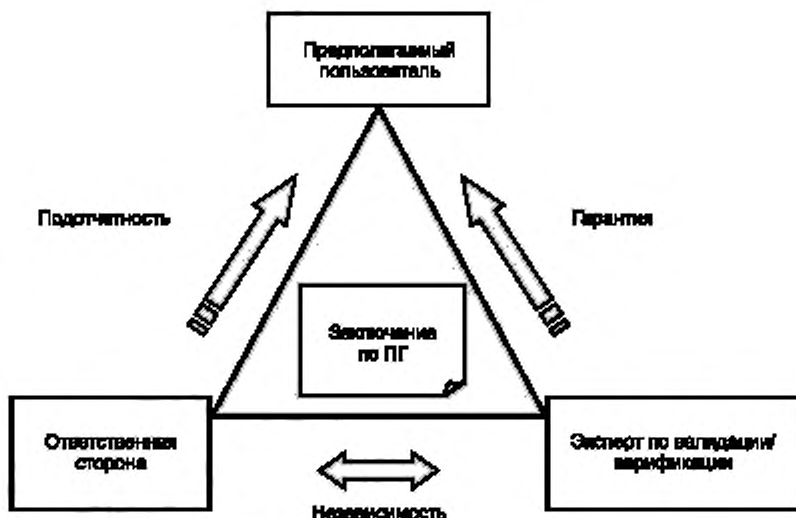 Предполагаемый
пользователь
Подотчетность
Гарантия
Заключение
по ПГ
Ответственная
сторона
Эксперт по валидации/
верификации
Независимость